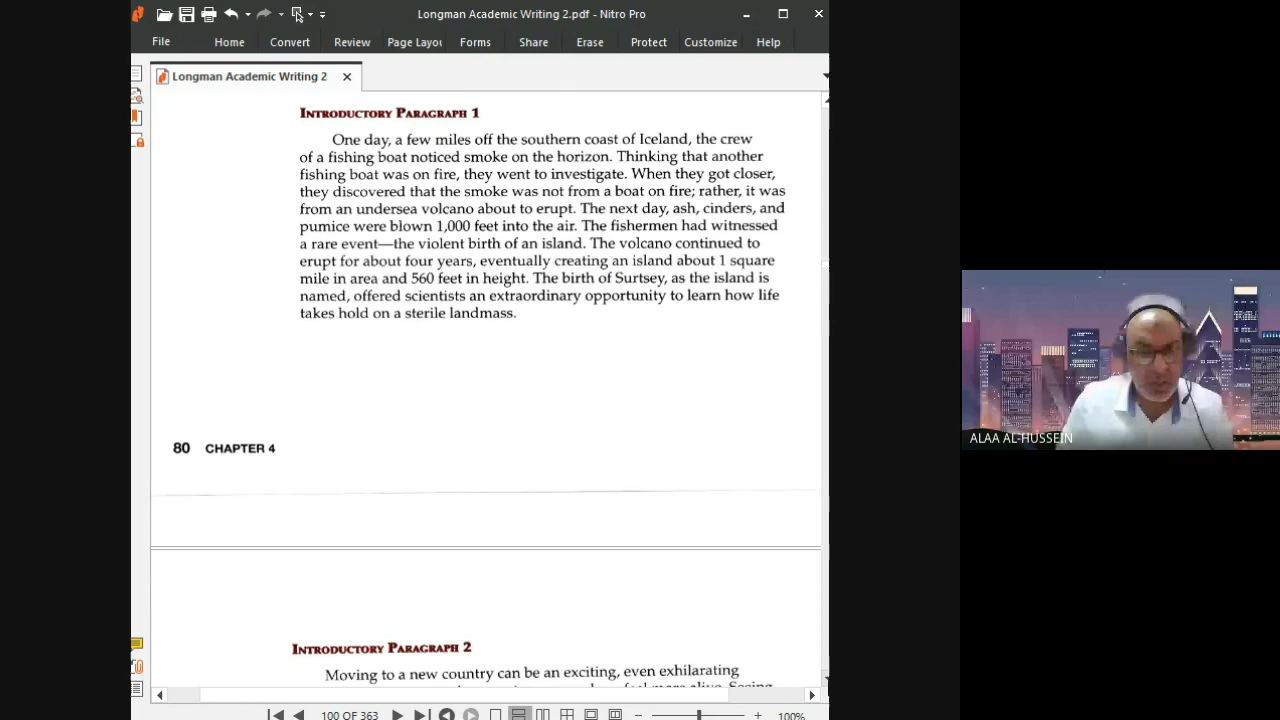 Longman Academic Writing 2.pdf - Nitro Pro
File Home Convert Review Page Layou Forms Share Erase Protect Customize Help
Longman Academic Writing 2
INTRODUCTORY PARAGRAPH 1
One day, a few miles off the southern coast of Iceland, the crew
of a fishing boat noticed smoke on the horizon. Thinking that another
fishing boat was on fire, they went to investigate. When they got closer,
they discovered that the smoke was not from a boat on fire; rather, it was
from an undersea volcano about to erupt. The next day, ash, cinders, and
pumice were blown 1,000 feet into the air. The fishermen had witnessed
a rare event—the violent birth of an island. The volcano continued to
erupt for about four years, eventually creating an island about 1 square
mile in area and 560 feet in height. The birth of Surtsey, as the island is
named, offered scientists an extraordinary opportunity to learn how life
takes hold on a sterile landmass.
80 CHAPTER 4
INTRODUCTORY PARAGRAPH 2
Moving to a new country can be an exciting, even exhilarating
100 OF 363
100%
ALAA AL-HUSSEIN